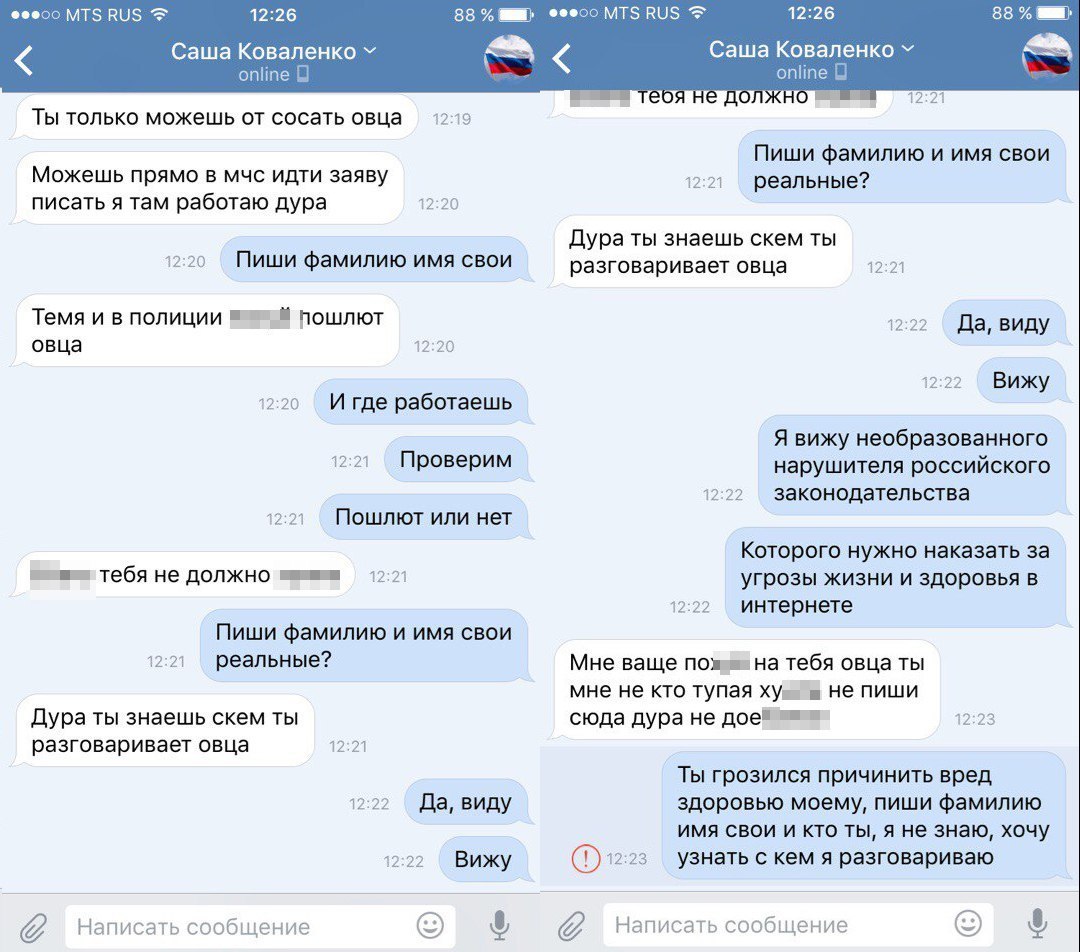 MTS RUS
12:26
88 %
Саша Коваленко
online
Ты только можешь от сосать овца
12:19
Можешь прямо в мчс идти заяву
писать я там работаю дура
12:20
12:20
Пиши фамилию имя свои
Темя и в полиции пошлют
овца
12:20
12:20
И где работаешь
12:21
Проверим
12:21
Пошлют или нет
тебя не должно
12:21
Пиши фамилию и имя свои
реальные?
12:21
Дура ты знаешь скем ты
разговаривает овца
12:21
12:22
Да, виду
12:22
Вижу
Написать сообщение
MTS RUS
12:26
88 %
Саша Коваленко
online
тебя не должно
12:21
Пиши фамилию и имя свои
реальные?
12:21
Дура ты знаешь скем ты
разговаривает овца
12:21
12:22
Да, виду
12:22
Вижу
Я вижу необразованного
нарушителя российского
законодательства
12:22
Которого нужно наказать за
угрозы жизни и здоровья в
интернете
12:22
Мне ваще по на тебя овца ты
мне не кто тупая ху не пиши
сюда дура не дое
12:23
Ты грозился причинить вред
здоровью моему, пиши фамилию
имя свои и кто ты, я не знаю, хочу
узнать с кем я разговариваю
12:23
Написать сообщение